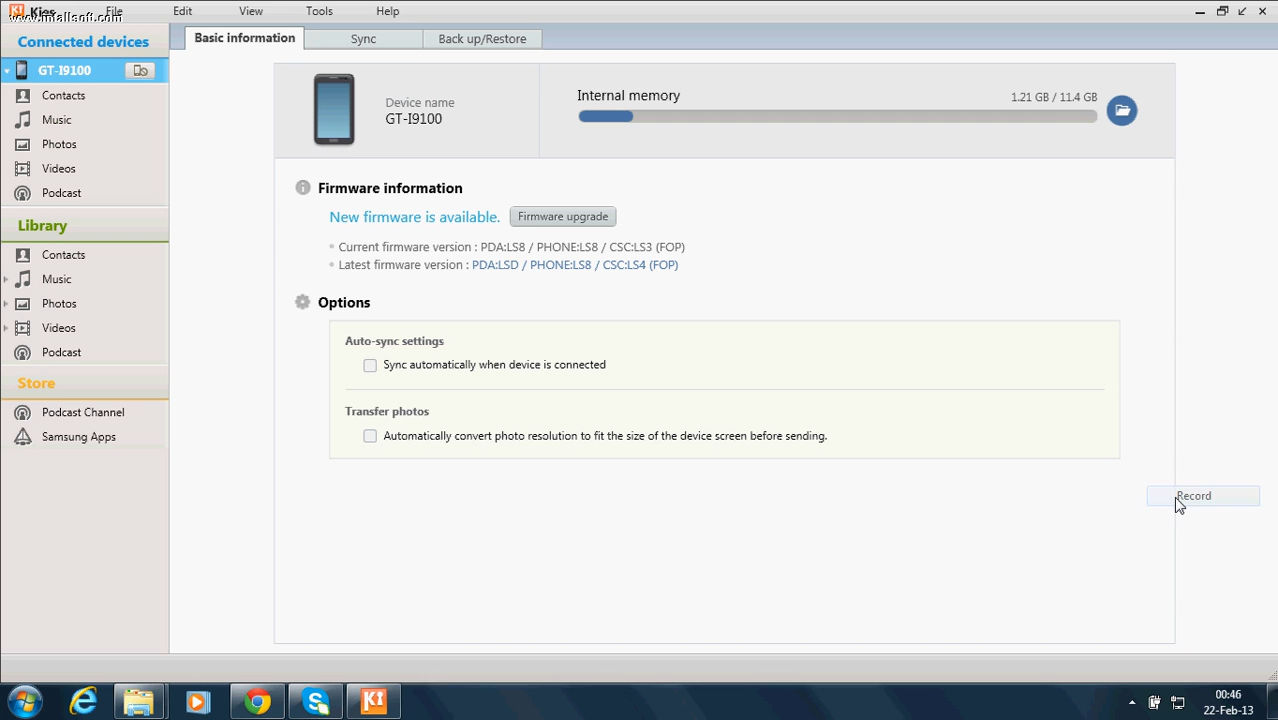 Kies File Edit View Tools Help
www.imallsoft.com
Connected devices
GT-I9100
Contacts
Music
Photos
Videos
Podcast
Library
Contacts
Music
Photos
Videos
Podcast
Store
Podcast Channel
Samsung Apps
Basic information Sync Back up/Restore
Device name
GT-I9100
Internal memory 1.21 GB / 11.4 GB
Firmware information
New firmware is available. Firmware upgrade
Current firmware version : PDA:LS8 / PHONE:LS8 / CSC:LS3 (FOP)
Latest firmware version : PDA:LSD / PHONE:LS8 / CSC:LS4 (FOP)
Options
Auto-sync settings
Sync automatically when device is connected
Transfer photos
Automatically convert photo resolution to fit the size of the device screen before sending.
Record
00:46
22-Feb-13